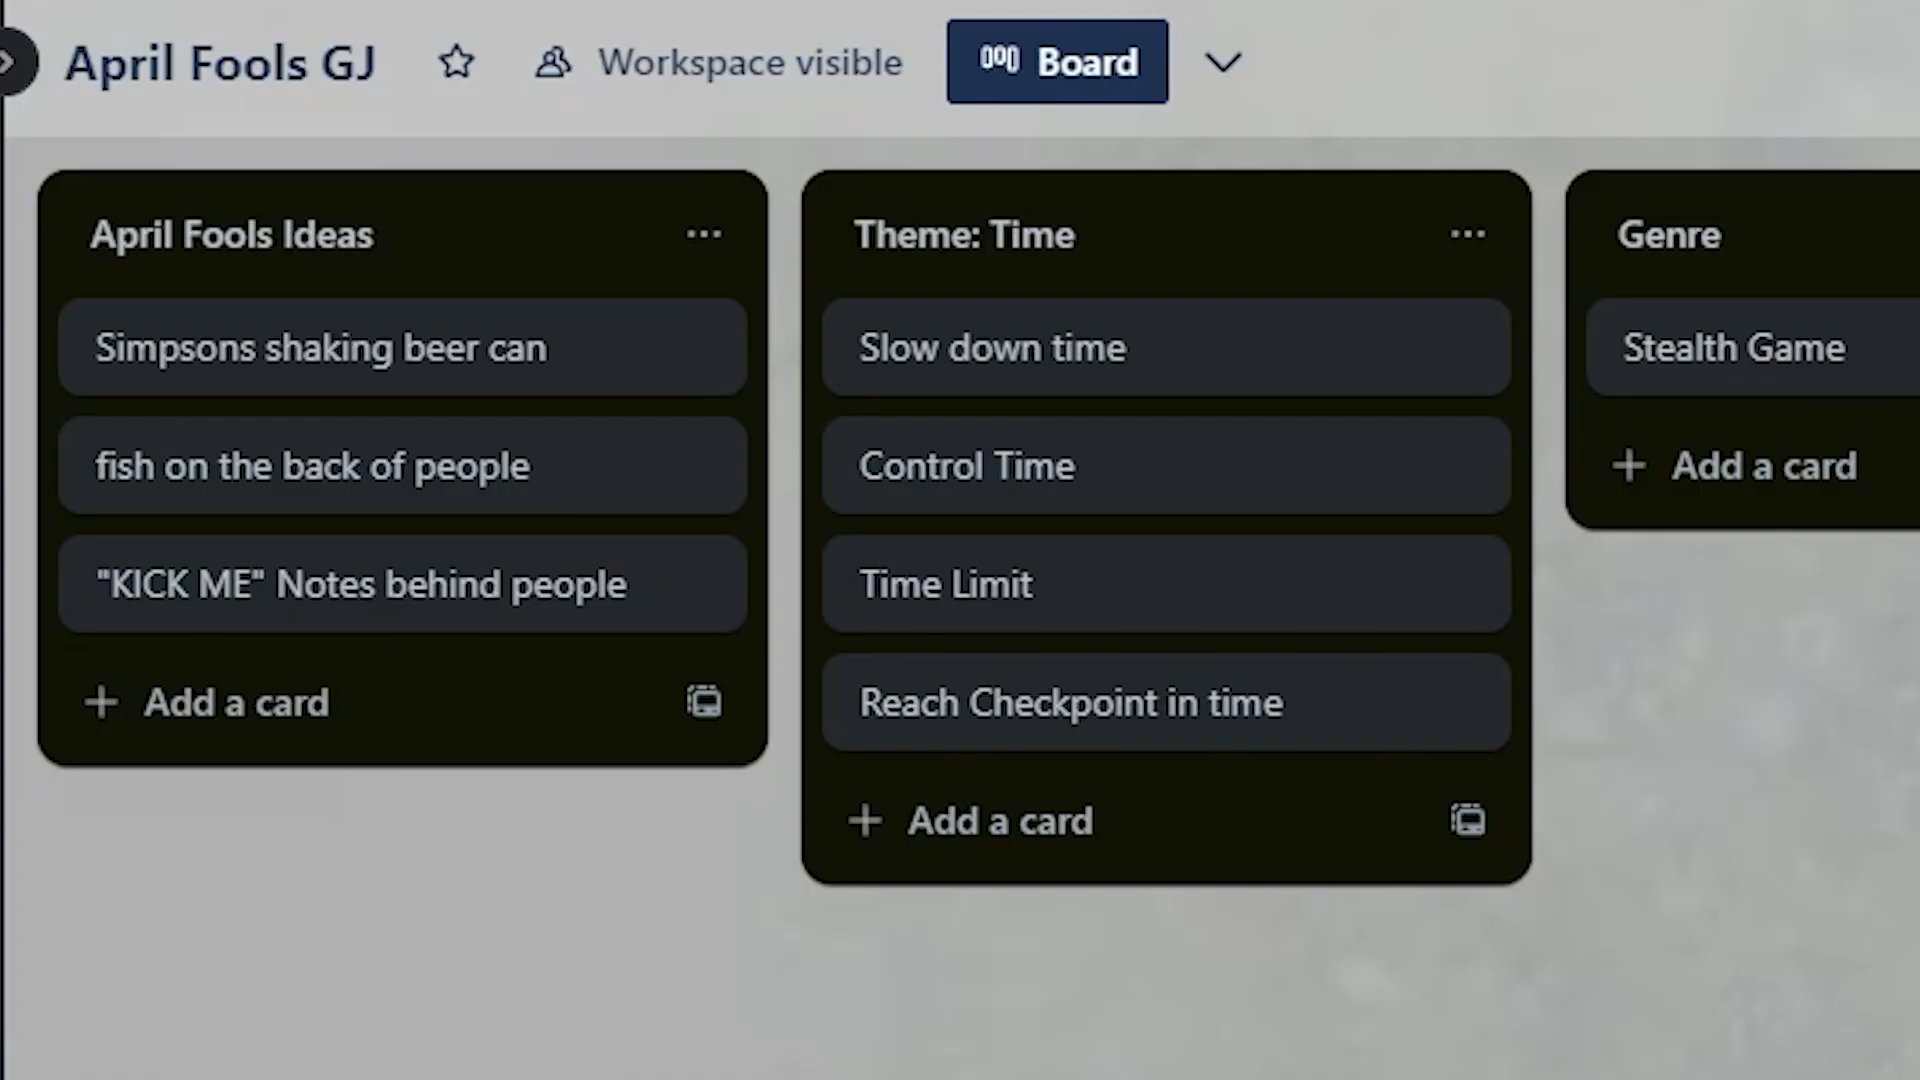 April Fools GJ
Workspace visible
Board
April Fools Ideas
Simpsons shaking beer can
fish on the back of people
"KICK ME" Notes behind people
Add a card
Theme: Time
Slow down time
Control Time
Time Limit
Reach Checkpoint in time
Add a card
Genre
Stealth Game
Add a card